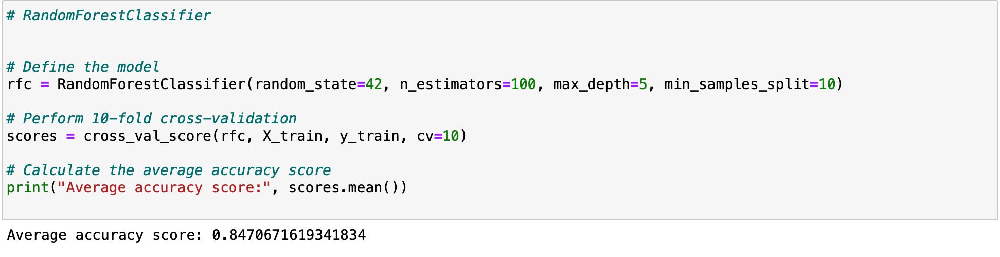 # RandomForestClassifier
# Define the model
rfc = RandomForestClassifier(random_state=42, n_estimators=100, max_depth=5, min_samples_split=10)
# Perform 10-fold cross-validation
scores = cross_val_score(rfc, X_train, y_train, cv=10)
# Calculate the average accuracy score
print("Average accuracy score:", scores.mean())
Average accuracy score: 0.8470671619341834